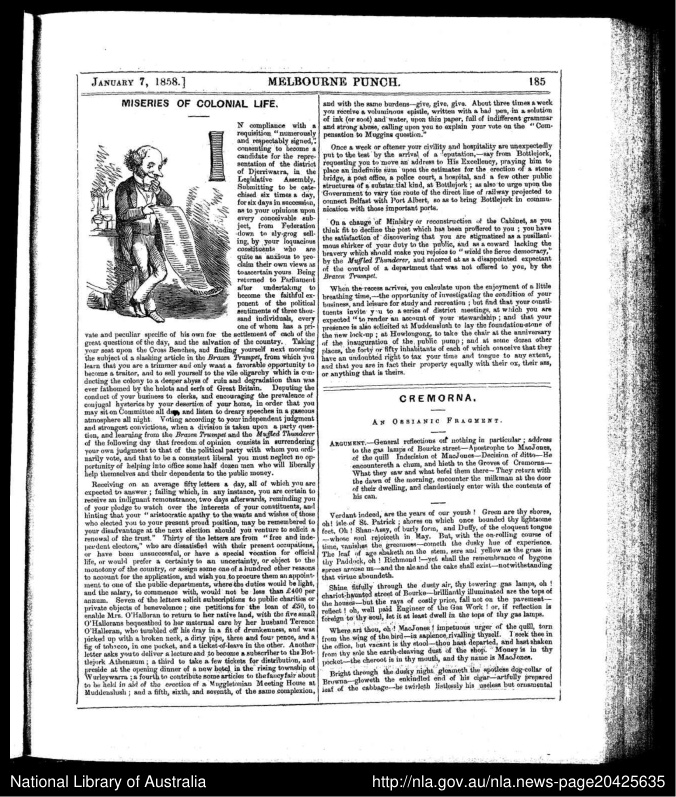 JANUARY 7, 1858.] MELBOURNE PUNCH. 185
MISERIES OF COLONIAL LIFE.
IN compliance with a
requisition "numerously
and respectably signed,"
consenting to become a
candidate for the repre-
sentation of the district
of Djerriwarra, in the
Legislative Assembly.
Submitting to be cate-
chised six times a day,
for six days in succession,
as to your opinions upon
every conceivable sub-
ject, from Federation
down to sly-grog sell-
ing, by your loquacious
constituents who are
quite as anxious to pro-
claim their own views as
to ascertain yours. Being
returned to Parliament
after undertaking to
become the faithful ex-
ponent of the political
sentiments of three thou-
sand individuals, every
one of whom has a pri-
vate and peculiar specific of his own for the settlement of each of the
great questions of the day, and the salvation of the country. Taking
your seat upon the Cross Benches, and finding yourself next morning
the subject of a slashing article in the Brazen Trumpet, from which you
learn that you are a trimmer and only want a favorable opportunity to
become a traitor, and to sell yourself to the vile oligarchy which is con-
ducting the colony to a deeper abyss of ruin and degradation than was
ever fathomed by the helots and serfs of Great Britain. Deputing the
conduct of your business to clerks, and encouraging the prevalence of
conjugal hysterics by your desertion of your home, in order that you
may sit on Committee all day, and listen to dreary speeches in a gaseous
atmosphere all night. Voting according to your independent judgment
and strongest convictions, when a division is taken upon a party ques-
tion, and learning from the Brazen Trumpet and the Muffled Thunderer
of the following day that freedom of opinion consists in surrendering
your own judgment to that of the political party with whom you ordi-
narily vote, and that to be a consistent liberal you must neglect no op-
portunity of helping into office some half dozen men who will liberally
help themselves and their dependents to the public money.
Receiving on an average fifty letters a day, all of which you are
expected to answer; failing which, in any instance, you are certain to
receive an indignant remonstrance, two days afterwards, reminding you
of your pledge to watch over the interests of your constituents, and
hinting that your "aristocratic apathy to the wants and wishes of those
who elected you to your present proud position, may be remembered to
your disadvantage at the next election should you venture to solicit a
renewal of the trust." Thirty of the letters are from "free and inde-
pendent electors," who are dissatisfied with their present occupations,
or have been unsuccessful, or have a special vocation for official
life, or would prefer a certainty to an uncertainty, or object to the
monotony of the country, or assign some one of a hundred other reasons
to account for the application, and wish you to procure them an appoint-
ment to one of the public departments, where the duties would be light,
and the salary, to commence with, would not be less than £400 per
annum. Seven of the letters solicit subscriptions to public charities or
private objects of benevolence; one petitions for the loan of £50, to
enable Mrs. O'Halloran to return to her native land, with the five small
O'Hallorans bequeathed to her maternal care by her husband Terence
O'Halloran, who tumbled off his dray in a fit of drunkenness, and was
picked up with a broken neck, a dirty pipe, three and four pence, and a
fig of tobacco, in one pocket, and a ticket-of-leave in the other. Another
letter asks you to deliver a lecture and to become a subscriber to the Bot-
tlejork Athenæum; a third to take a few tickets for distribution, and
preside at the opening dinner of a new hotel in the rising township of
Wurleywarra; a fourth to contribute some articles to the fancy fair about
to be held in aid of the erection of a Muggletonian Meeting House at
Muddenslush; and a fifth, sixth, and seventh, of the same complexion,
and with the same burdens—give, give, give. About three times a week
you receive a voluminous epistle, written with a bad pen, in a solution
of ink (or soot) and water, upon thin paper, full of indifferent grammar
and strong abuse, calling upon you to explain your vote on the "Com-
pensation to Muggins question."
Once a week or oftener your civility and hospitality are unexpectedly
put to the test by the arrival of a deputation,—say from Bottlejork,
requesting you to move an address to His Excellency, praying him to
place an indefinite sum upon the estimates for the erection of a stone
bridge, a post office, a police court, a hospital, and a few other public
structures of a substantial kind, at Bottlejork; as also to urge upon the
Government to vary the route of the direct line of railway projected to
connect Belfast with Port Albert, so as to bring Bottlejork in commu-
nication with those important ports.
On a change of Ministry or reconstruction of the Cabinet, as you
think fit to decline the post which has been proffered to you; you have
the satisfaction of discovering that you are stigmatized as a pusillani-
mous shirker of your duty to the public, and as a coward lacking the
bravery which should make you rejoice to "wield the fierce democracy,"
by the Muffled Thunderer, and sneered at as a disappointed expectant
of the control of a department that was not offered to you, by the
Brazen Trumpet.
When the recess arrives, you calculate upon the enjoyment of a little
breathing time,—the opportunity of investigating the condition of your
business, and leisure for study and recreation; but find that your consti-
tuents invite you to a series of district meetings, at which you are
expected "to render an account of your stewardship; and that your
presence is also solicited at Muddenslush to lay the foundation-stone of
the new lock-up; at Howlongong, to take the chair at the anniversary
of the inauguration of the public pump; and at some dozen other
places, the forty or fifty inhabitants of each of which conceive that they
have an undoubted right to tax your time and tongue to any extent,
and that you are in fact their property equally with their ox, their ass,
or anything that is theirs.
CREMORNA.
AN OSSIANIC FRAGMENT.
ARGUMENT.—General reflections on nothing in particular; address
to the gas lamps of Bourke street—Apostrophe to MacJones,
of the quill Indecision of MacJones—Decision of ditto—He
encountereth a chum, and hieth to the Groves of Cremorna—
What they saw and what befel them there—They return with
the dawn of the morning, encounter the milkman at the door
of their dwelling, and clandestinely enter with the contents of
his can.
Verdant indeed, are the years of our youth! Green are thy shores,
oh! isle of St. Patrick; shores on which once bounded thy lightsome
feet, Oh! Shan-Assy, of burly form, and Duffy, of the eloquent tongue
—whose soul rejoiceth in May. But, with the on-rolling course of
time, vanishes the greenness—cometh the dusky hue of experience.
The leaf of age shaketh on the stem, sere and yellow as the grass in
thy Paddock, oh! Richmond!—yet shall the remembrance of bygone
sprees arouse us—and the ale and the cake shall exist—notwithstanding
that virtue aboundeth.
Shine fitfully through the dusty air, thy towering gas lamps, oh!
chariot-haunted street of Bourke—brilliantly illuminated are the tops of
the houses—but the rays of costly price, fall not on the pavement—
reflect! oh, well paid Engineer of the Gas Work! or, if reflection is
foreign to thy soul, let it at least dwell in the tops of thy gas lamps.
Where art thou, oh! MacJones! impetuous urger of the quill, torn
from the wing of the bird—in sapience rivalling thyself. I seek thee in
the office, but vacant is thy stool—thou hast departed, and hast shaken
from thy sole the earth-cleaving dust of the shop. Money is in thy
pocket—the cheroot is in thy mouth, and thy name is MacJones.
Bright through the dusky night gleameth the spotless dog-collar of
Browna—gloweth the enkindled end of his cigar—artfully prepared
leaf of the cabbage—he twirleth listlessly his useless but ornamental
National Library of Australia http://nla.gov.au/nla.news-page20425635